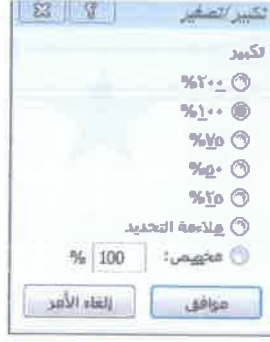 تكبير/تصغير
تكبير
%٢٠٠
%١٠٠
%٧٥
%٥٠
%٢٥
ملاءمة التحديد
مخصص: 100 %
موافق إلغاء الأمر